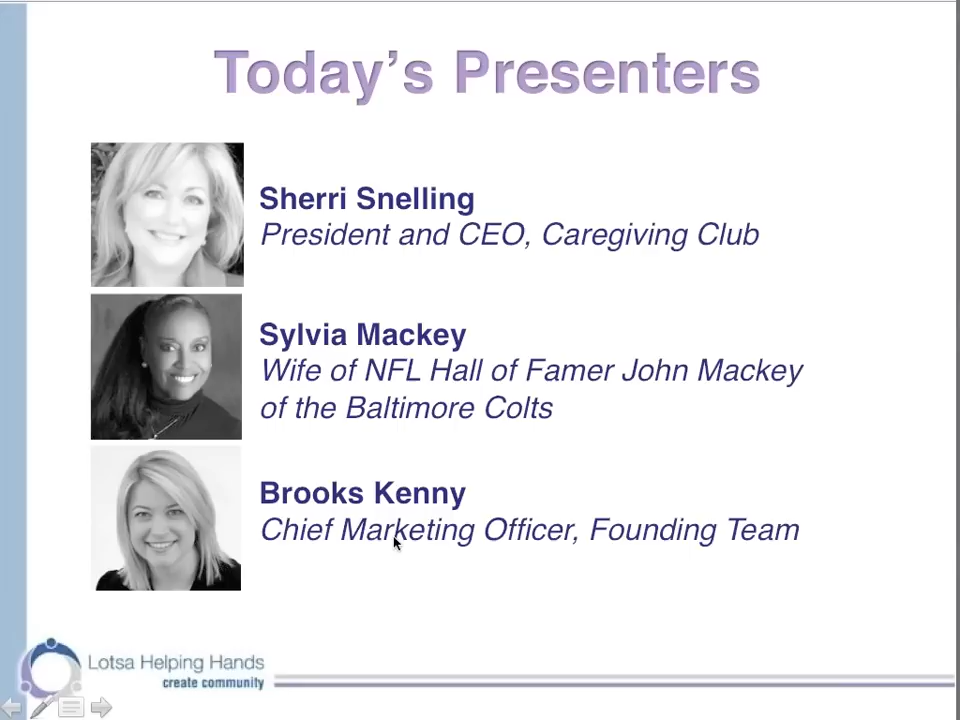 Today's Presenters
Sherri Snelling
President and CEO, Caregiving Club
Sylvia Mackey
Wife of NFL Hall of Famer John Mackey
of the Baltimore Colts
Brooks Kenny
Chief Marketing Officer, Founding Team
Lotsa Helping Hands
create community